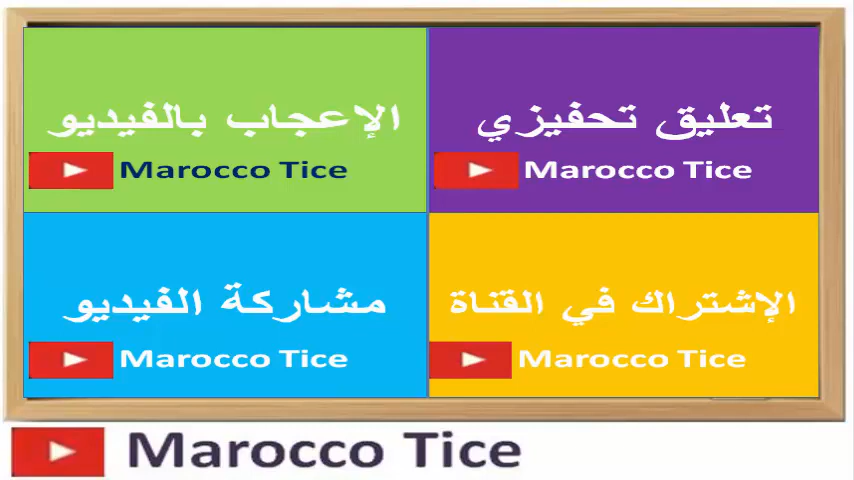 تعليق تحفيزي
Marocco Tice
الإعجاب بالفيديو
Marocco Tice
الإشتراك في القناة
Marocco Tice
مشاركة الفيديو
Marocco Tice
Marocco Tice